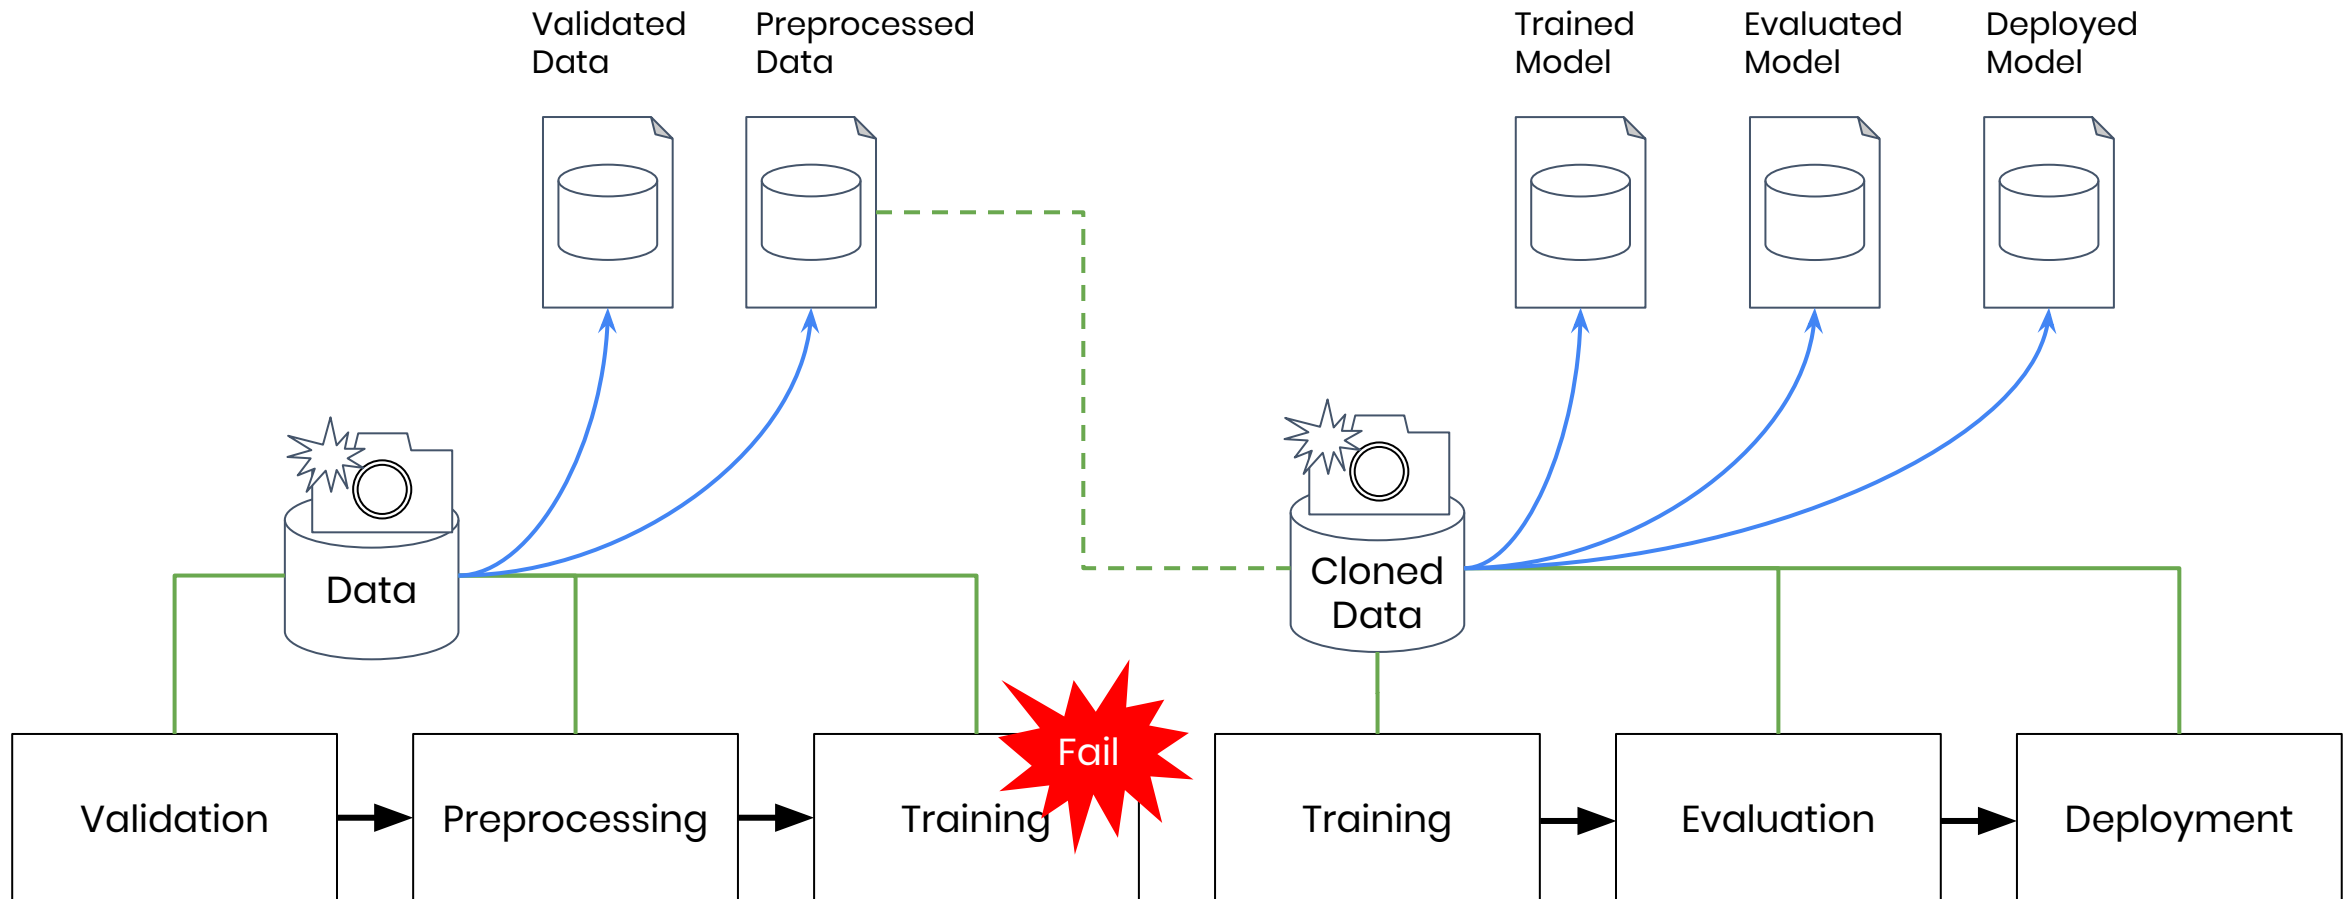 Validated
Data
Preprocessed
Data
Trained
Model
Evaluated
Model
Deployed
Model
Data
Cloned
Data
Fail
Validation
Preprocessing
Training
Training
Evaluation
Deployment